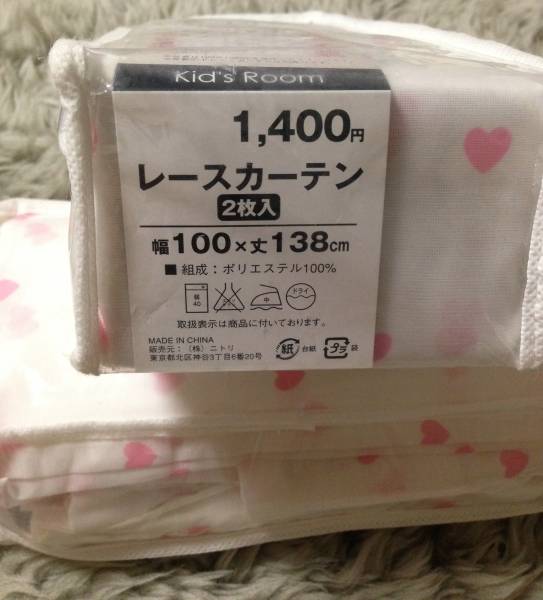 Kid's Room
1,400円
レースカーテン
2枚入
幅100×丈138cm
■組成：ポリエステル100%
弱
40
中
ドライ
取扱表示は商品に付いております。
MADE IN CHINA
販売元：（株）ニトリ
東京都北区神谷3丁目6番20号
紙 台紙 プラ 袋